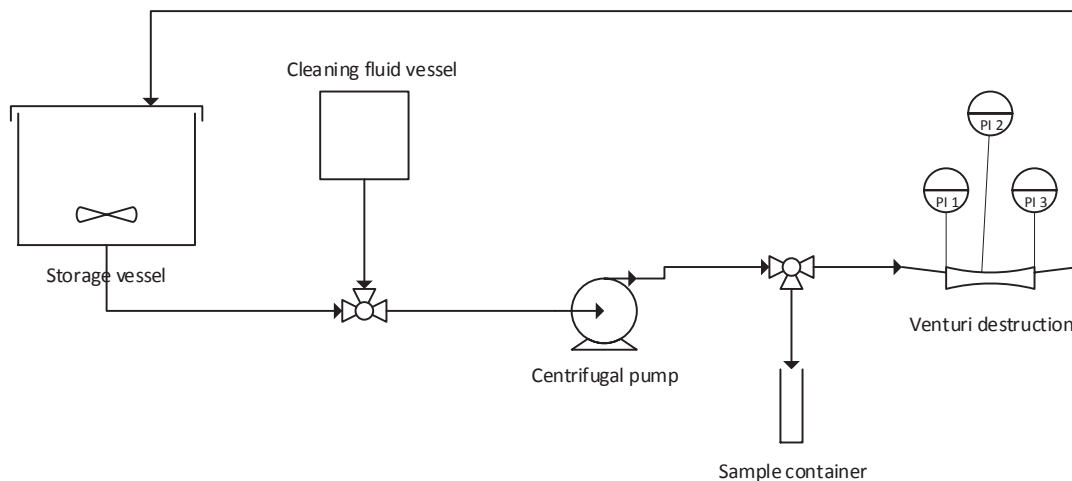 Cleaning fluid vessel
PI 2
PI 1
PI 3
Storage vessel
Venturi destruction
Centrifugal pump
Sample container